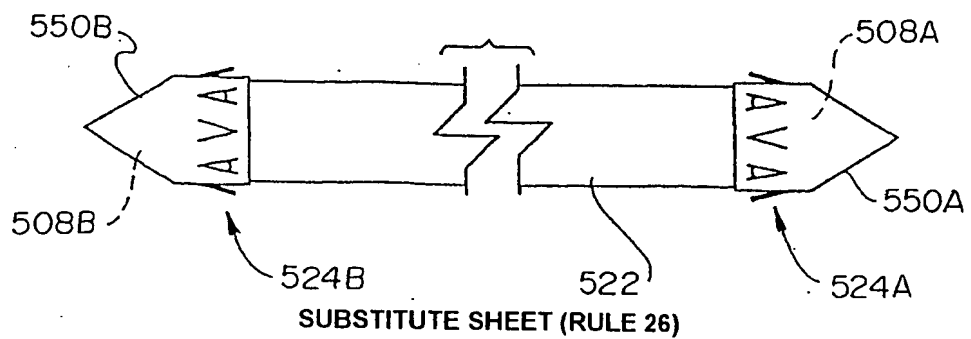 550B
508A
508B
550A
524B
522
524A
SUBSTITUTE SHEET (RULE 26)